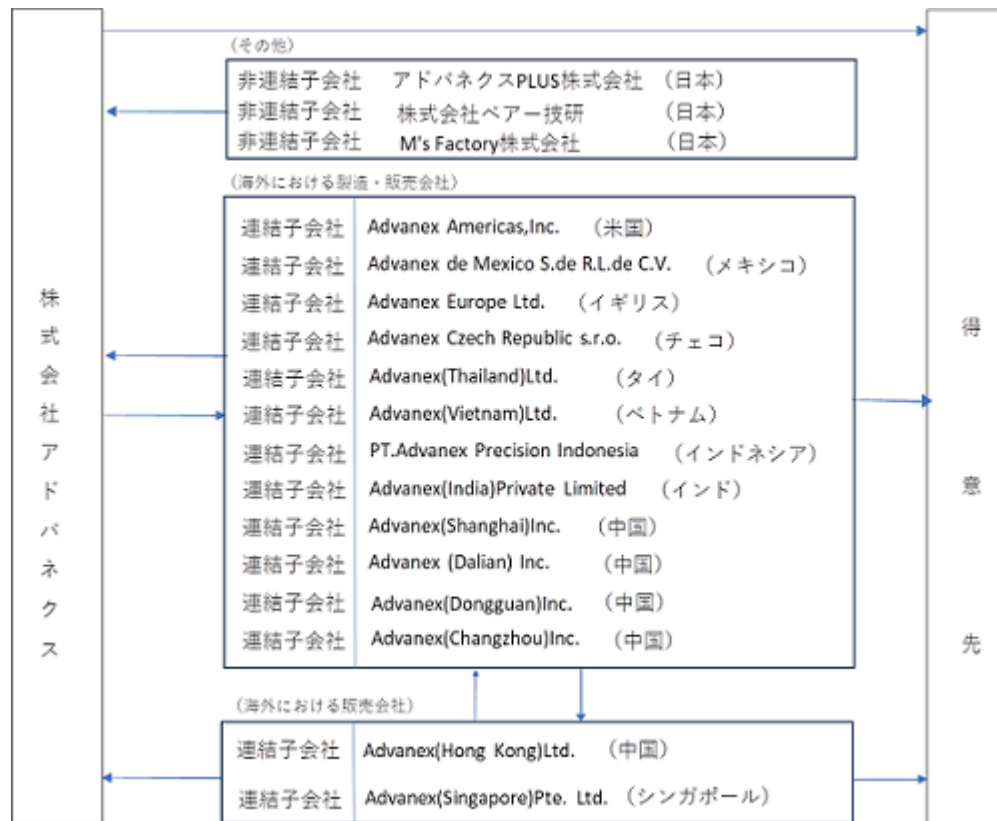 株式会社アドバネクス
(その他)
非連結子会社 アドバネクスPLUS株式会社 (日本)
非連結子会社 株式会社ベアー技研 (日本)
非連結子会社 M's Factory株式会社 (日本)
(海外における製造・販売会社)
連結子会社 Advanex Americas,Inc. (米国)
連結子会社 Advanex de Mexico S.de R.L.de C.V. (メキシコ)
連結子会社 Advanex Europe Ltd. (イギリス)
連結子会社 Advanex Czech Republic s.r.o. (チェコ)
連結子会社 Advanex(Thailand)Ltd. (タイ)
連結子会社 Advanex(Vietnam)Ltd. (ベトナム)
連結子会社 PT.Advanex Precision Indonesia (インドネシア)
連結子会社 Advanex(India)Private Limited (インド)
連結子会社 Advanex(Shanghai)Inc. (中国)
連結子会社 Advanex (Dalian) Inc. (中国)
連結子会社 Advanex(Dongguan)Inc. (中国)
連結子会社 Advanex(Changzhou)Inc. (中国)
(海外における販売会社)
連結子会社 Advanex(Hong Kong)Ltd. (中国)
連結子会社 Advanex(Singapore)Pte. Ltd. (シンガポール)
得意先